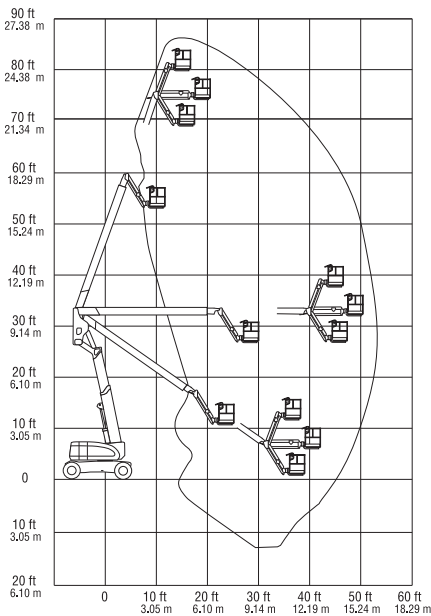 90 ft
27.38 m
80 ft
24.38 m
70 ft
21.34 m
60 ft
18.29 m
50 ft
15.24 m
40 ft
12.19 m
30 ft
9.14 m
20 ft
6.10 m
10 ft
3.05 m
0
10 ft
3.05 m
20 ft
6.10 m
0 10 ft 20 ft 30 ft 40 ft 50 ft 60 ft
3.05 m 6.10 m 9.14 m 12.19 m 15.24 m 18.29 m